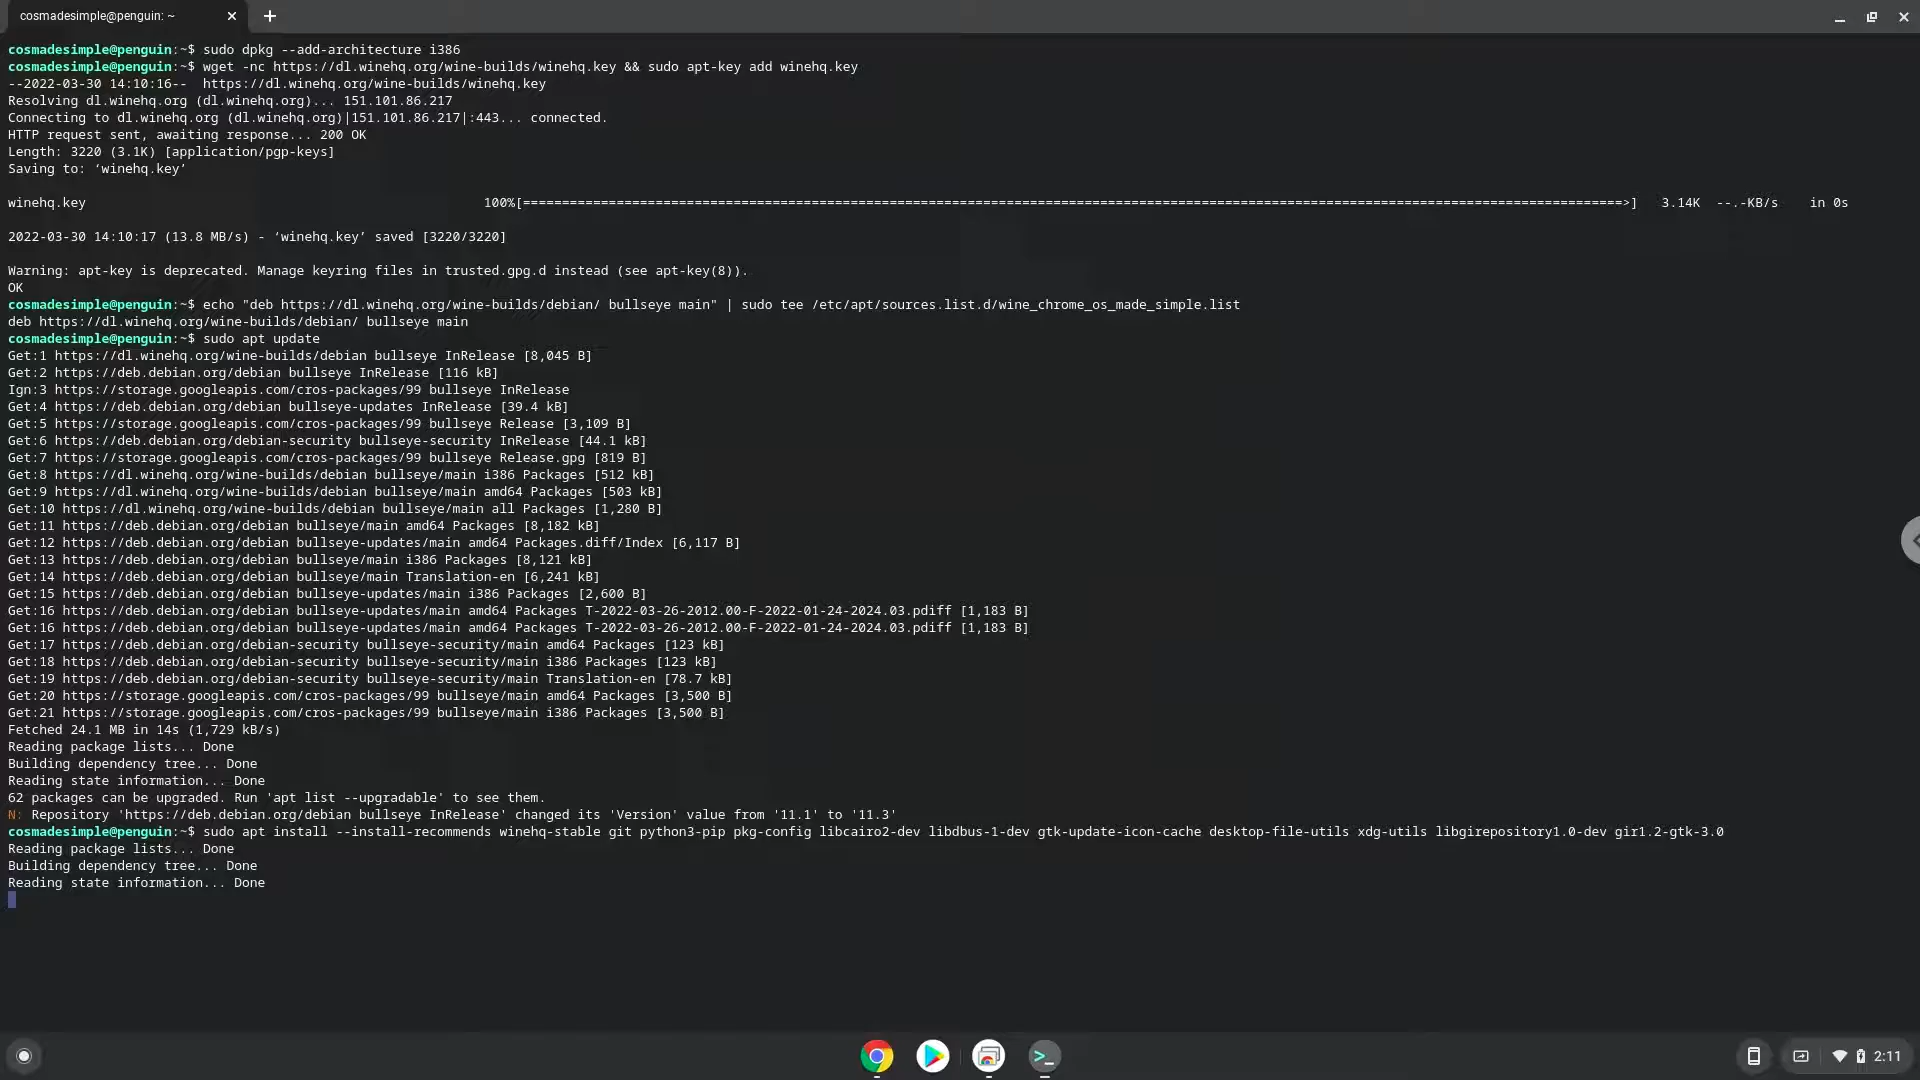 cosmadesimple@penguin: ~
cosmadesimple@penguin:~$ sudo dpkg --add-architecture i386
cosmadesimple@penguin:~$ wget -nc https://dl.winehq.org/wine-builds/winehq.key && sudo apt-key add winehq.key
--2022-03-30 14:10:16--  https://dl.winehq.org/wine-builds/winehq.key
Resolving dl.winehq.org (dl.winehq.org)... 151.101.86.217
Connecting to dl.winehq.org (dl.winehq.org)|151.101.86.217|:443... connected.
HTTP request sent, awaiting response... 200 OK
Length: 3220 (3.1K) [application/pgp-keys]
Saving to: ‘winehq.key’
winehq.key 100%[=============================================================================================================================================>] 3.14K --.-KB/s in 0s
2022-03-30 14:10:17 (13.8 MB/s) - ‘winehq.key’ saved [3220/3220]
Warning: apt-key is deprecated. Manage keyring files in trusted.gpg.d instead (see apt-key(8)).
OK
cosmadesimple@penguin:~$ echo "deb https://dl.winehq.org/wine-builds/debian/ bullseye main" | sudo tee /etc/apt/sources.list.d/wine_chrome_os_made_simple.list
deb https://dl.winehq.org/wine-builds/debian/ bullseye main
cosmadesimple@penguin:~$ sudo apt update
Get:1 https://dl.winehq.org/wine-builds/debian bullseye InRelease [8,045 B]
Get:2 https://deb.debian.org/debian bullseye InRelease [116 kB]
Ign:3 https://storage.googleapis.com/cros-packages/99 bullseye InRelease
Get:4 https://deb.debian.org/debian bullseye-updates InRelease [39.4 kB]
Get:5 https://storage.googleapis.com/cros-packages/99 bullseye Release [3,109 B]
Get:6 https://deb.debian.org/debian-security bullseye-security InRelease [44.1 kB]
Get:7 https://storage.googleapis.com/cros-packages/99 bullseye Release.gpg [819 B]
Get:8 https://dl.winehq.org/wine-builds/debian bullseye/main i386 Packages [512 kB]
Get:9 https://dl.winehq.org/wine-builds/debian bullseye/main amd64 Packages [503 kB]
Get:10 https://dl.winehq.org/wine-builds/debian bullseye/main all Packages [1,280 B]
Get:11 https://deb.debian.org/debian bullseye/main amd64 Packages [8,182 kB]
Get:12 https://deb.debian.org/debian bullseye-updates/main amd64 Packages.diff/Index [6,117 B]
Get:13 https://deb.debian.org/debian bullseye/main i386 Packages [8,121 kB]
Get:14 https://deb.debian.org/debian bullseye/main Translation-en [6,241 kB]
Get:15 https://deb.debian.org/debian bullseye-updates/main i386 Packages [2,600 B]
Get:16 https://deb.debian.org/debian bullseye-updates/main amd64 Packages T-2022-03-26-2012.00-F-2022-01-24-2024.03.pdiff [1,183 B]
Get:16 https://deb.debian.org/debian bullseye-updates/main amd64 Packages T-2022-03-26-2012.00-F-2022-01-24-2024.03.pdiff [1,183 B]
Get:17 https://deb.debian.org/debian-security bullseye-security/main amd64 Packages [123 kB]
Get:18 https://deb.debian.org/debian-security bullseye-security/main i386 Packages [123 kB]
Get:19 https://deb.debian.org/debian-security bullseye-security/main Translation-en [78.7 kB]
Get:20 https://storage.googleapis.com/cros-packages/99 bullseye/main amd64 Packages [3,500 B]
Get:21 https://storage.googleapis.com/cros-packages/99 bullseye/main i386 Packages [3,500 B]
Fetched 24.1 MB in 14s (1,729 kB/s)
Reading package lists... Done
Building dependency tree... Done
Reading state information... Done
62 packages can be upgraded. Run 'apt list --upgradable' to see them.
N: Repository 'https://deb.debian.org/debian bullseye InRelease' changed its 'Version' value from '11.1' to '11.3'
cosmadesimple@penguin:~$ sudo apt install --install-recommends winehq-stable git python3-pip pkg-config libcairo2-dev libdbus-1-dev gtk-update-icon-cache desktop-file-utils xdg-utils libgirepository1.0-dev gir1.2-gtk-3.0
Reading package lists... Done
Building dependency tree... Done
Reading state information... Done
2:11